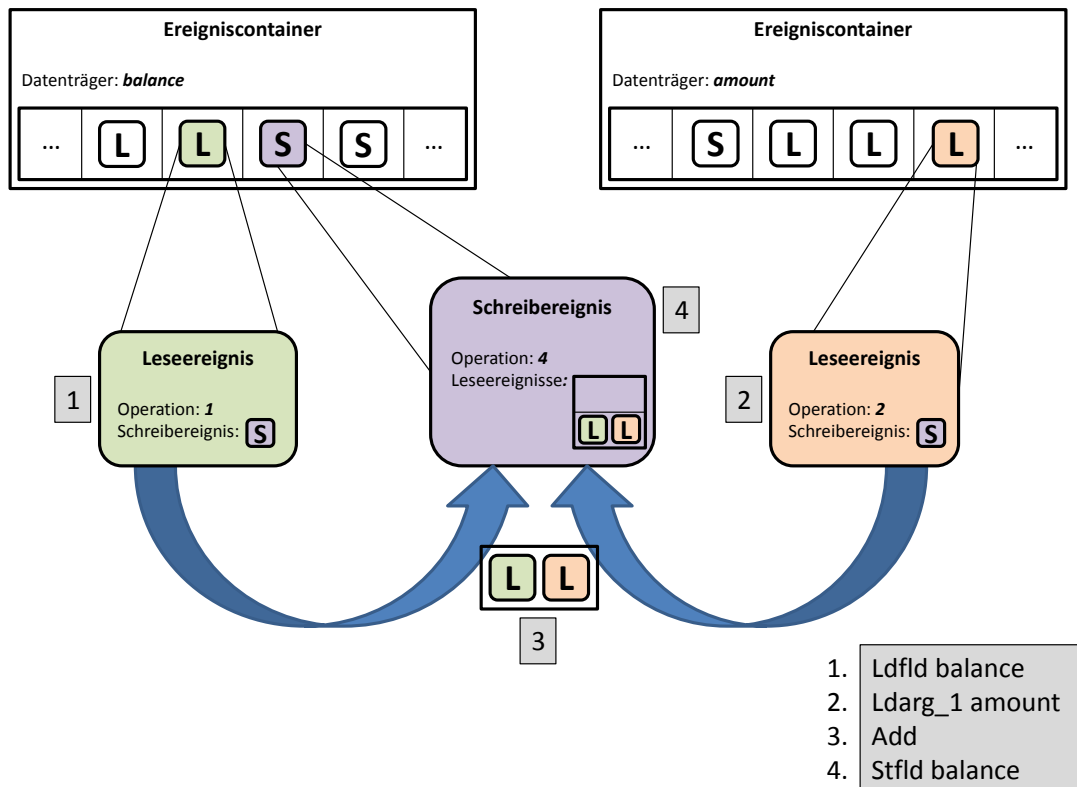 Ereigniscontainer
Datenträger: balance
... L L S S ...
Ereigniscontainer
Datenträger: amount
... S L L L ...
1
Leseereignis
Operation: 1
Schreibereignis: S
Schreibereignis
Operation: 4
Leseereignisse:
L L
4
2
Leseereignis
Operation: 2
Schreibereignis: S
L L
3
1. Ldfld balance
2. Ldarg_1 amount
3. Add
4. Stfld balance